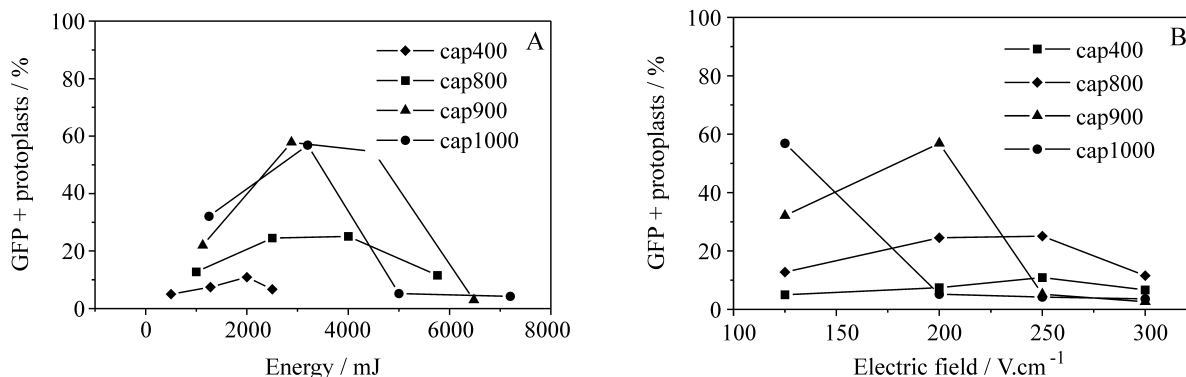 100
80
60
40
20
0
GFP + protoplasts / %
A
cap400
cap800
cap900
cap1000
0 2000 4000 6000 8000
Energy / mJ
100
80
60
40
20
0
GFP + protoplasts / %
B
cap400
cap800
cap900
cap1000
100 150 200 250 300
Electric field / V.cm⁻¹